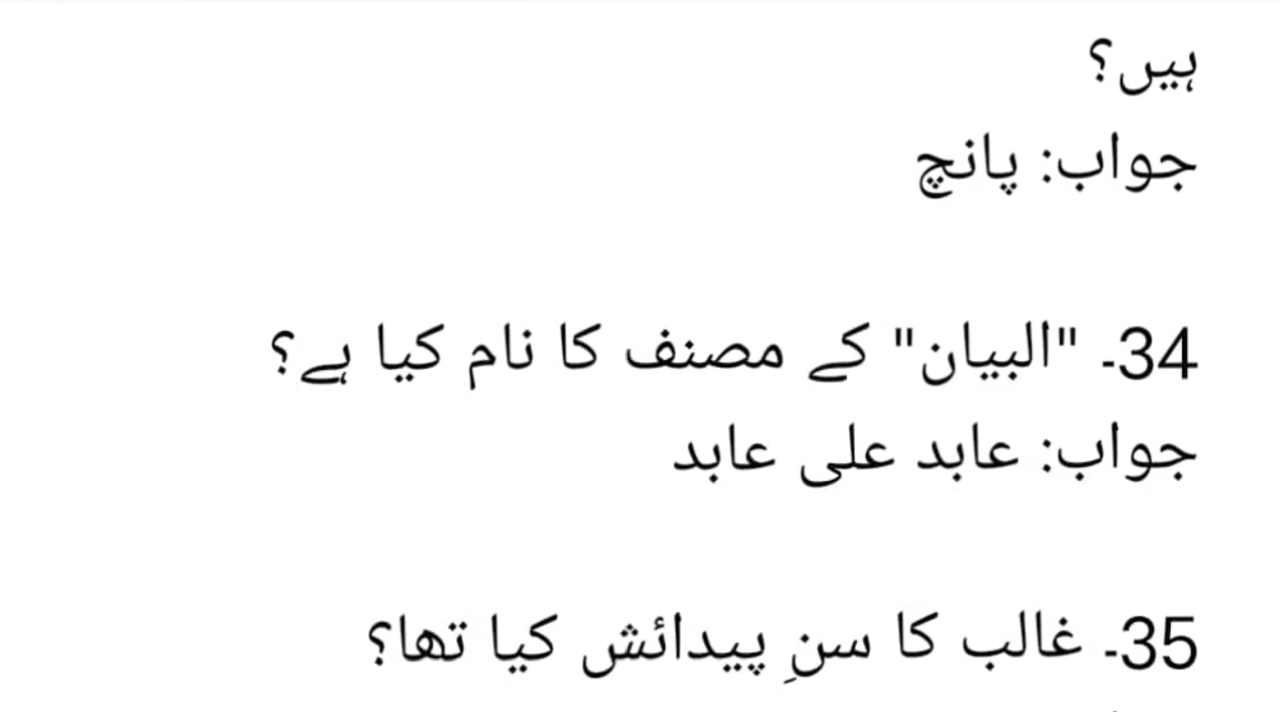 ہیں؟
جواب: پانچ
34۔ "البیان" کے مصنف کا نام کیا ہے؟
جواب: عابد علی عابد
35۔ غالب کا سنِ پیدائش کیا تھا؟